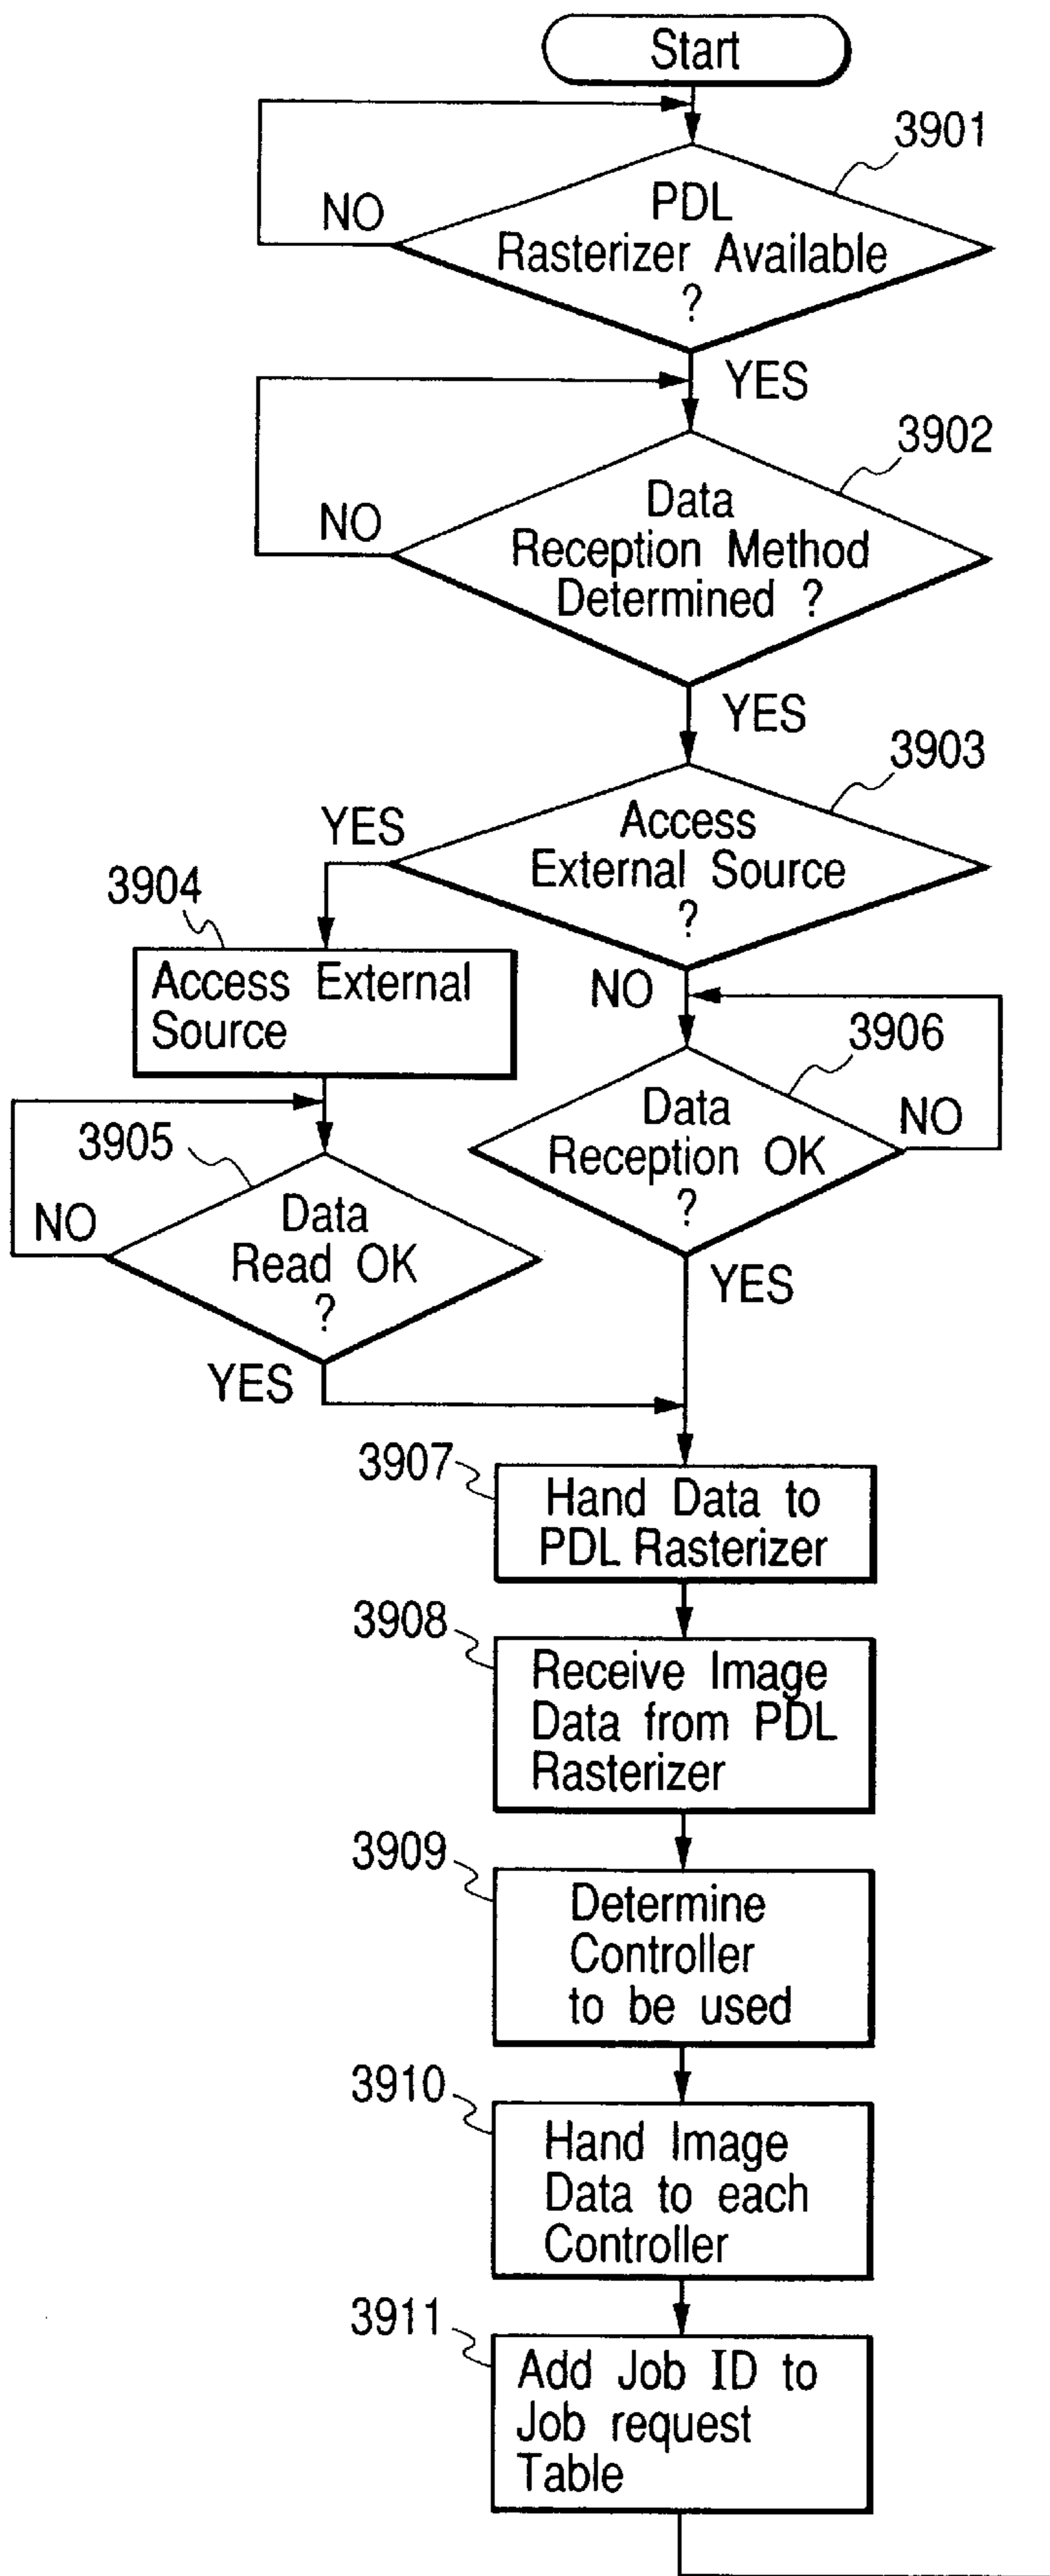 Start
3901
NO
PDL
Rasterizer Available
?
YES
3902
NO
Data
Reception Method
Determined ?
YES
3903
YES
Access
External Source
?
3904
Access External
Source
NO
3906
Data
Reception OK
?
NO
3905
NO
Data
Read OK
?
YES
YES
3907
Hand Data to
PDL Rasterizer
3908
Receive Image
Data from PDL
Rasterizer
3909
Determine
Controller
to be used
3910
Hand Image
Data to each
Controller
3911
Add Job ID to
Job request
Table